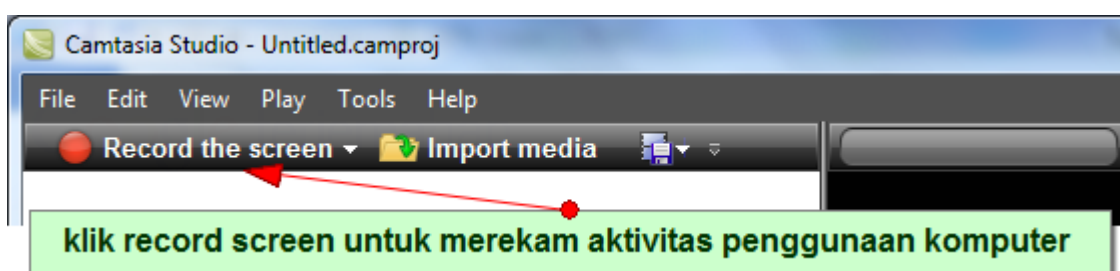 Camtasia Studio - Untitled.camproj
File Edit View Play Tools Help
Record the screen Import media
klik record screen untuk merekam aktivitas penggunaan komputer